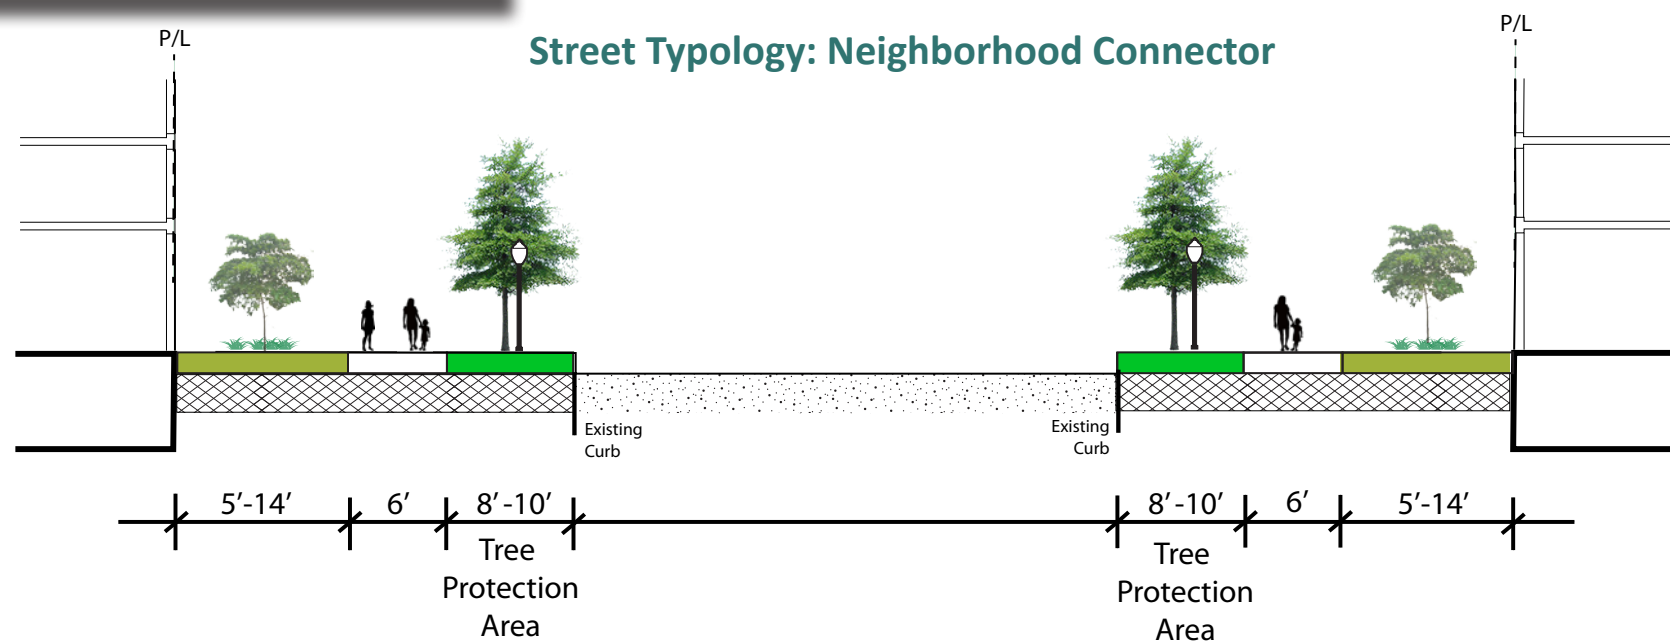 P/L
P/L
Street Typology: Neighborhood Connector
Existing
Curb
Existing
Curb
5’-14’
6’
8’-10’
8’-10’
6’
5’-14’
Tree
Protection
Area
Tree
Protection
Area